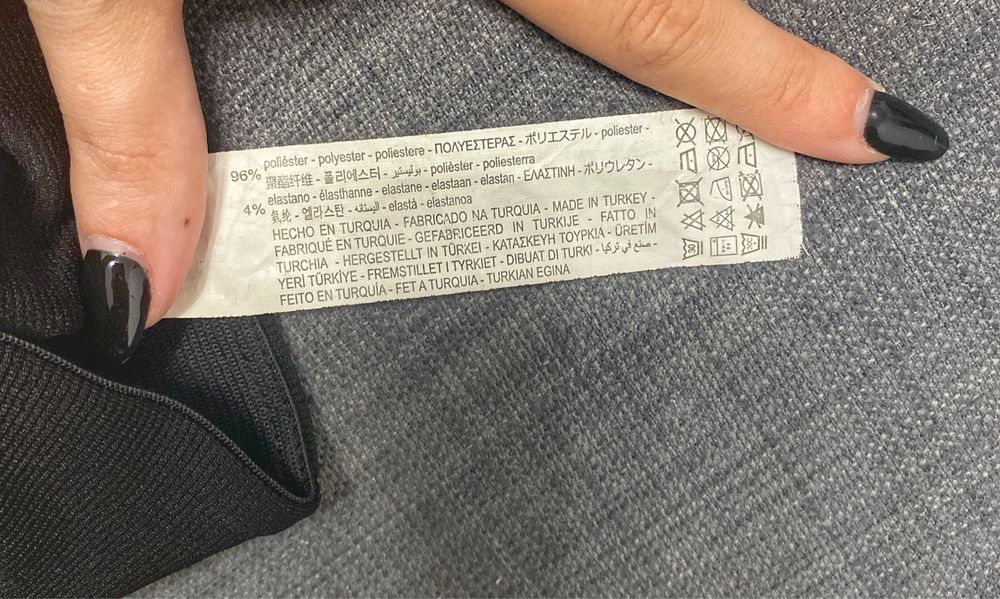 96% poliéster - polyester - poliestere - ΠΟΛΥΕΣΤΕΡΑΣ - ポリエステル - poliester -
聚酯纤维 - 폴리에스터 - بوليستير - polièster - poliesterra
4% elastano - élasthanne - elastane - elastaan - elastan - ΕΛΑΣΤΙΝΗ - ポリウレタン -
氨纶 - 엘라스탄 - اليستانه - elastà - elastanoa
HECHO EN TURQUIA - FABRICADO NA TURQUIA - MADE IN TURKEY -
FABRIQUÉ EN TURQUIE - GEFABRICEERD IN TURKIJE - FATTO IN
TURCHIA - HERGESTELLT IN TÜRKEI - ΚΑΤΑΣΚΕΥΗ ΤΟΥΡΚΙΑ - ÜRETİM
YERİ TÜRKİYE - FREMSTILLET I TYRKIET - DIBUAT DI TURKI - صنع في تركيا -
FEITO EN TURQUÍA - FET A TURQUIA - TURKIAN EGINA